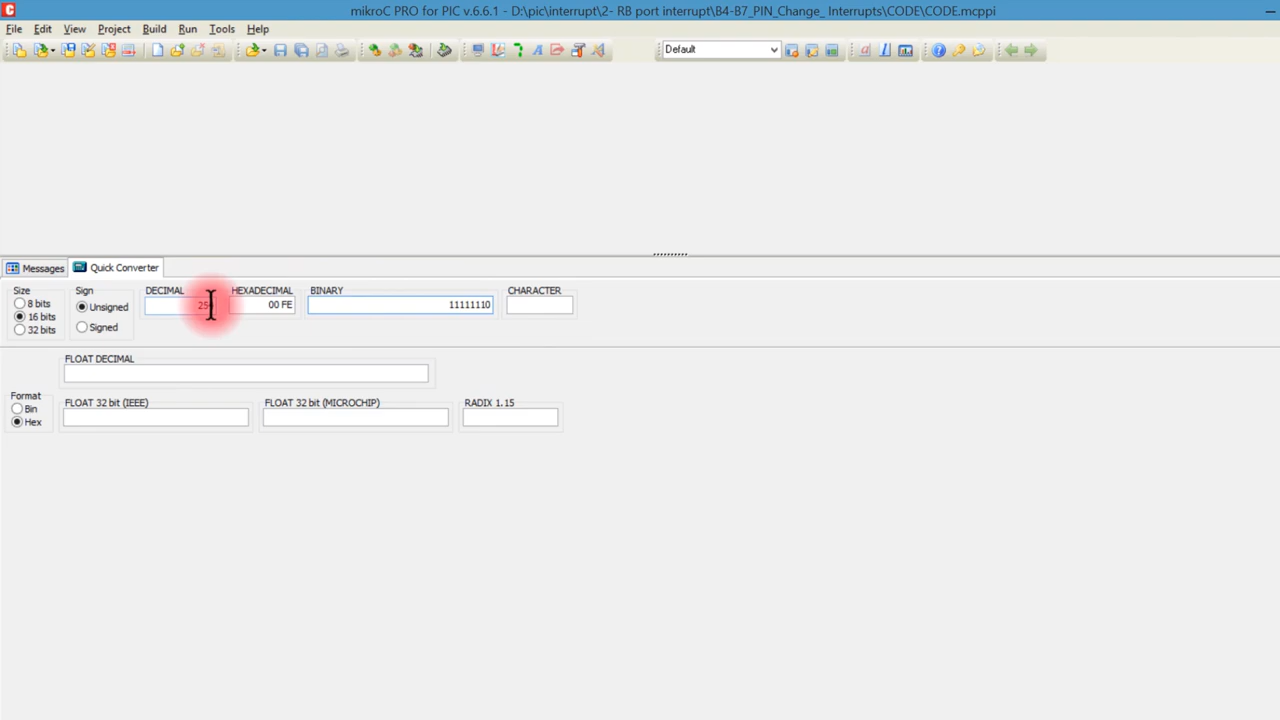 mikroC PRO for PIC v.6.6.1 - D:\pic\interrupt\2- RB port interrupt\B4-B7_PIN_Change_ Interrupts\CODE\CODE.mcppi
File Edit View Project Build Run Tools Help
Default
Messages Quick Converter
Size Sign DECIMAL HEXADECIMAL BINARY CHARACTER
8 bits Unsigned 00 FE 11111110
16 bits
32 bits Signed
FLOAT DECIMAL
Format FLOAT 32 bit (IEEE) FLOAT 32 bit (MICROCHIP) RADIX 1.15
Bin
Hex